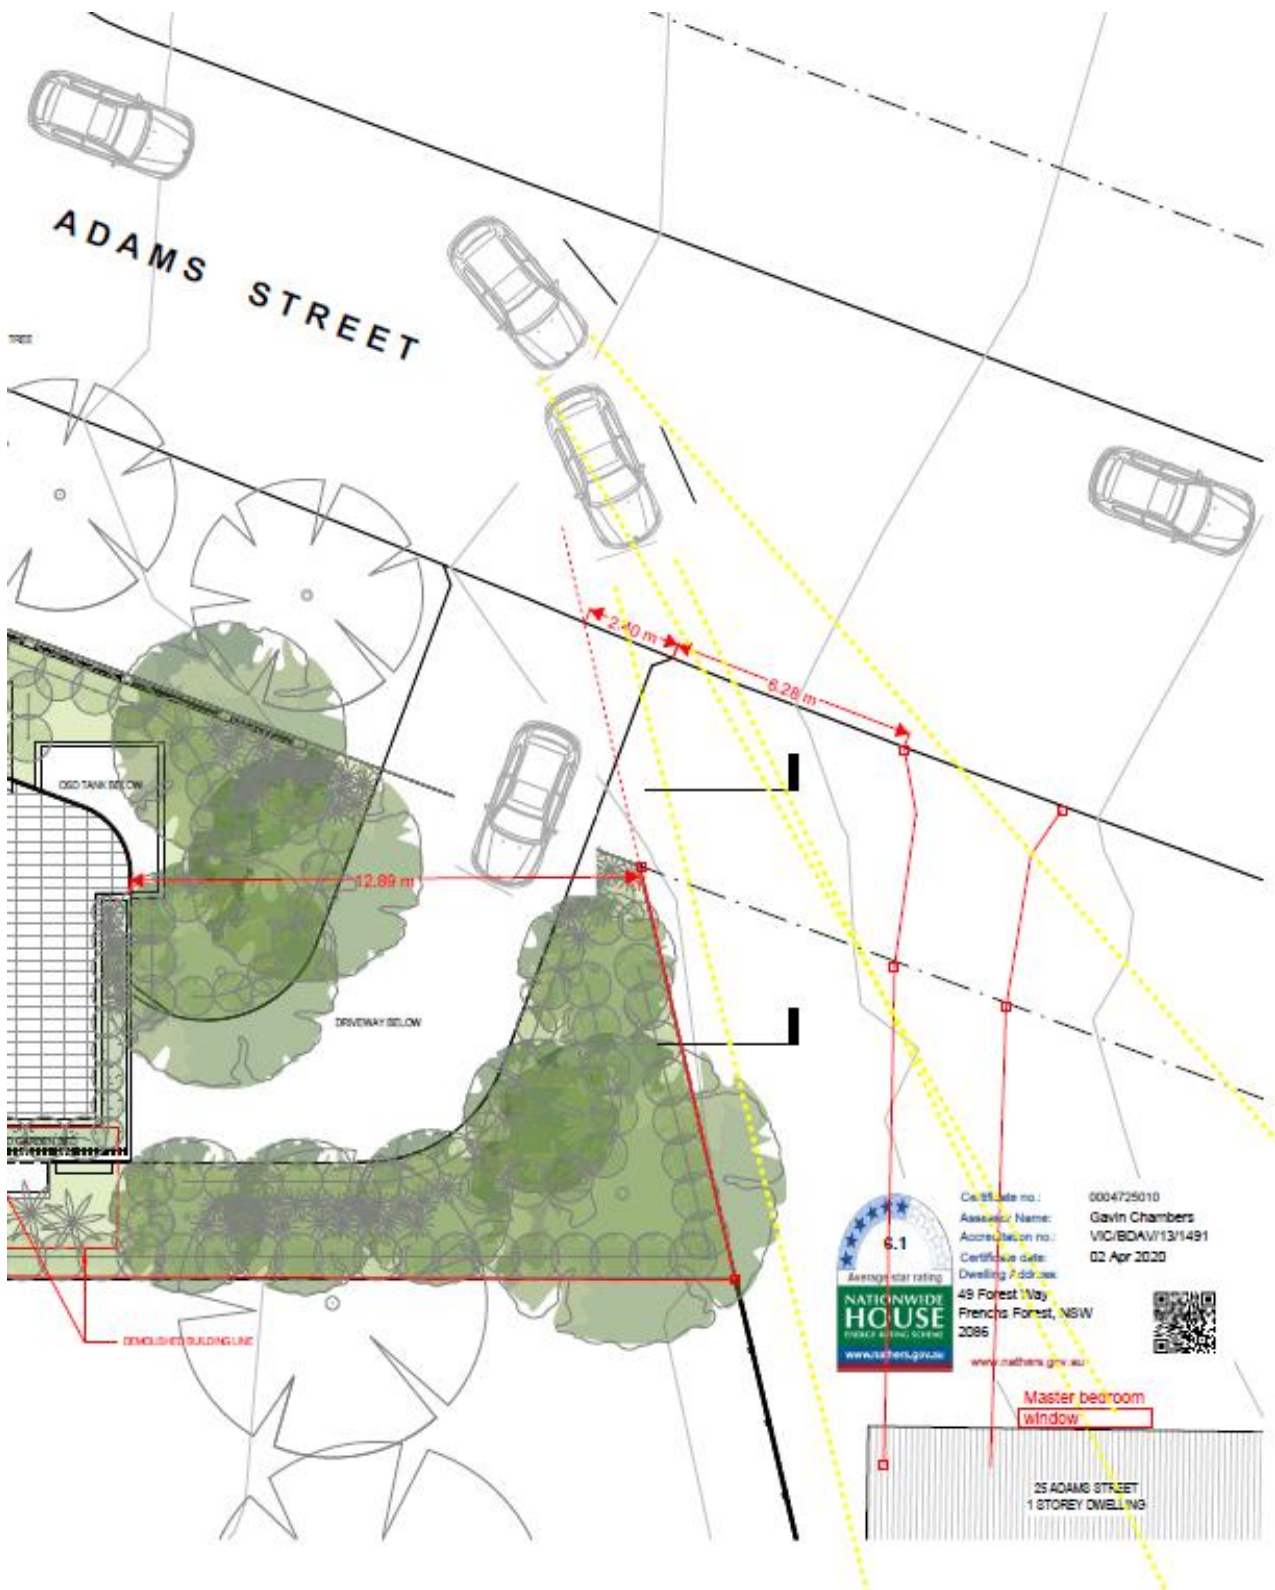 ADAMS STREET
TREE
2.40 m
6.28 m
OSD TANK BELOW
12.89 m
DRIVEWAY BELOW
GARDEN
DEMOLISHED BUILDING LINE
6.1
Average star rating
NATIONWIDE
HOUSE
ENERGY RATING SCHEME
www.nathers.gov.au
Certificate no.: 0004725010
Assessor Name: Gavin Chambers
Accreditation no.: VIC/BDAV/13/1491
Certificate date: 02 Apr 2020
Dwelling Address:
49 Forest Way
Frenchs Forest, NSW
2086
www.nathers.gov.au
Master bedroom
window
25 ADAMS STREET
1 STOREY DWELLING